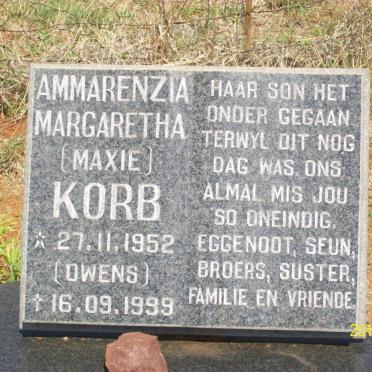 AMMARENZIA
MARGARETHA
(MAXIE)
KORB
* 27.11.1952
(OWENS)
† 16.09.1999
HAAR SON HET
ONDER GEGAAN
TERWYL DIT NOG
DAG WAS. ONS
ALMAL MIS JOU
SO ONEINDIG.
EGGENOOT, SEUN,
BROERS, SUSTER,
FAMILIE EN VRIENDE.